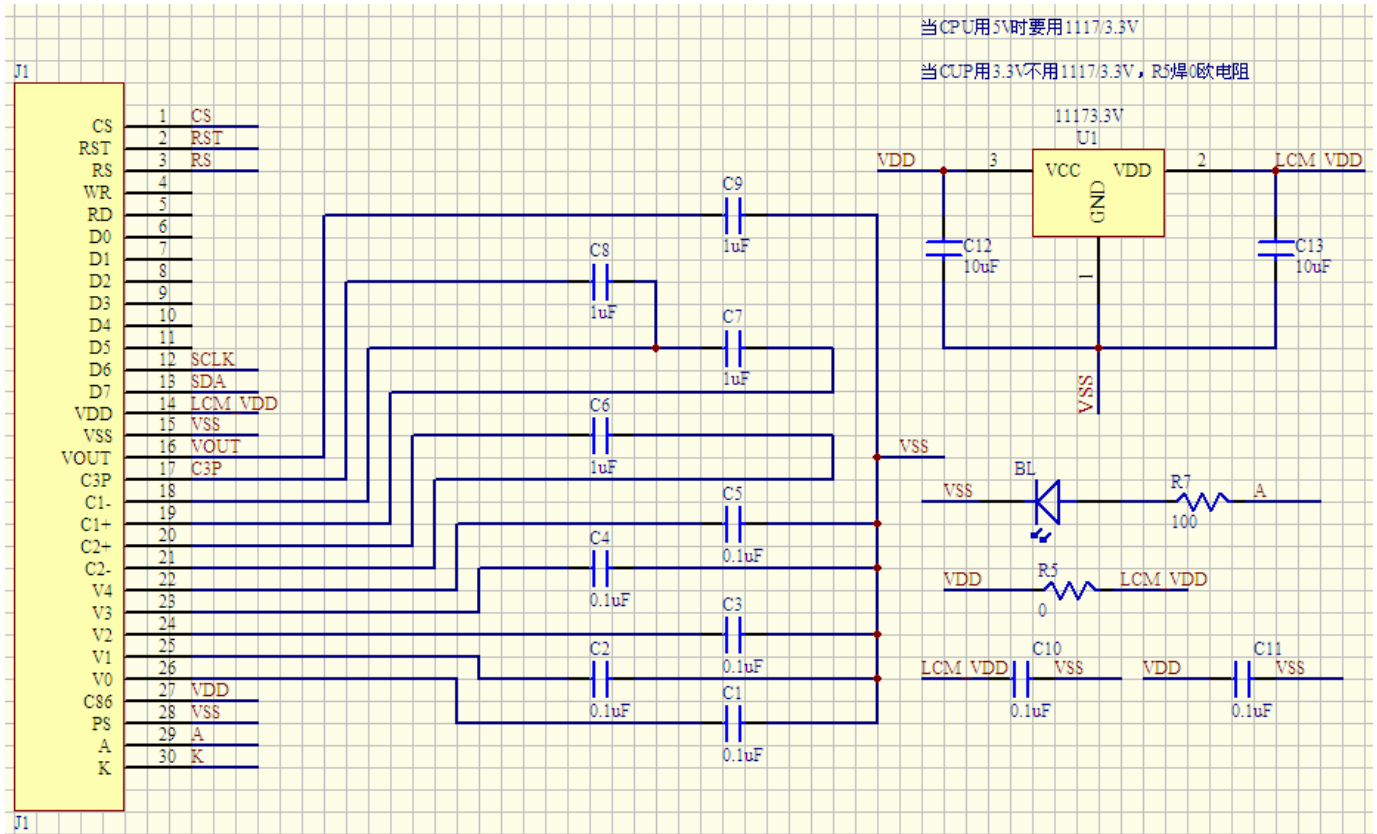 当CPU用5V时要用1117/3.3V
当CUP用3.3V不用1117/3.3V，R5焊0欧电阻
J1
CS 1 CS
RST 2 RST
RS 3 RS
WR 4
RD 5
D0 6
D1 7
D2 8
D3 9
D4 10
D5 11
D6 12 SCLK
D7 13 SDA
VDD 14 LCM VDD
VSS 15 VSS
VOUT 16 VOUT
C3P 17 C3P
C1- 18
C1+ 19
C2+ 20
C2- 21
V4 22
V3 23
V2 24
V1 25
V0 26
C86 27 VDD
PS 28 VSS
A 29 A
K 30 K
J1
C9
1uF
C8
1uF
C7
1uF
C6
1uF
C5
0.1uF
C4
0.1uF
C3
0.1uF
C2
0.1uF
C1
0.1uF
VSS
11173.3V
U1
VDD 3 VCC VDD 2 LCM VDD
GND
1
C12
10uF
C13
10uF
VSS
BL
VSS
R7
100
A
VDD
R5
0
LCM VDD
C10
LCM VDD VSS
0.1uF
C11
VDD VSS
0.1uF